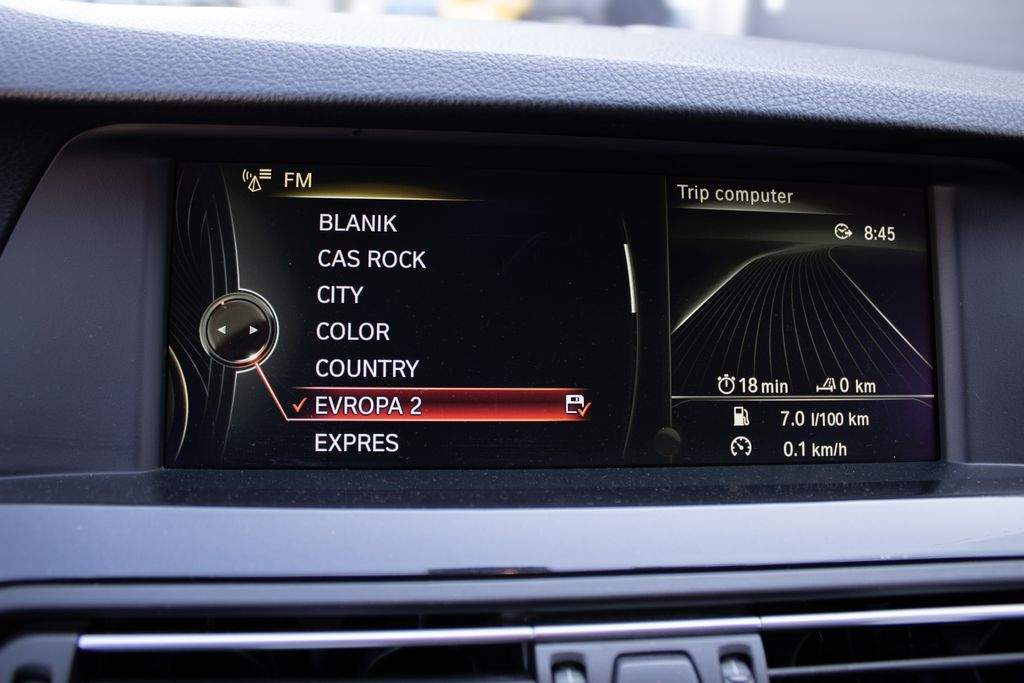 FM
BLANIK
CAS ROCK
CITY
COLOR
COUNTRY
EVROPA 2
EXPRES
Trip computer
8:45
18 min 0 km
7.0 l/100 km
0.1 km/h